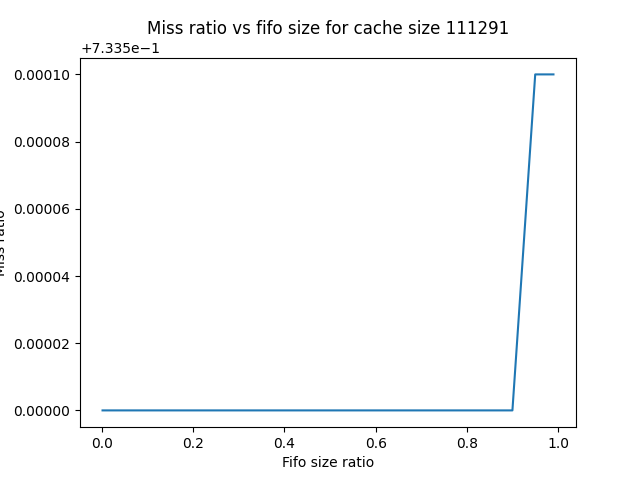 Miss ratio vs fifo size for cache size 111291
+7.335e−1
0.00010
0.00008
0.00006
0.00004
0.00002
0.00000
Miss ratio
0.0 0.2 0.4 0.6 0.8 1.0
Fifo size ratio